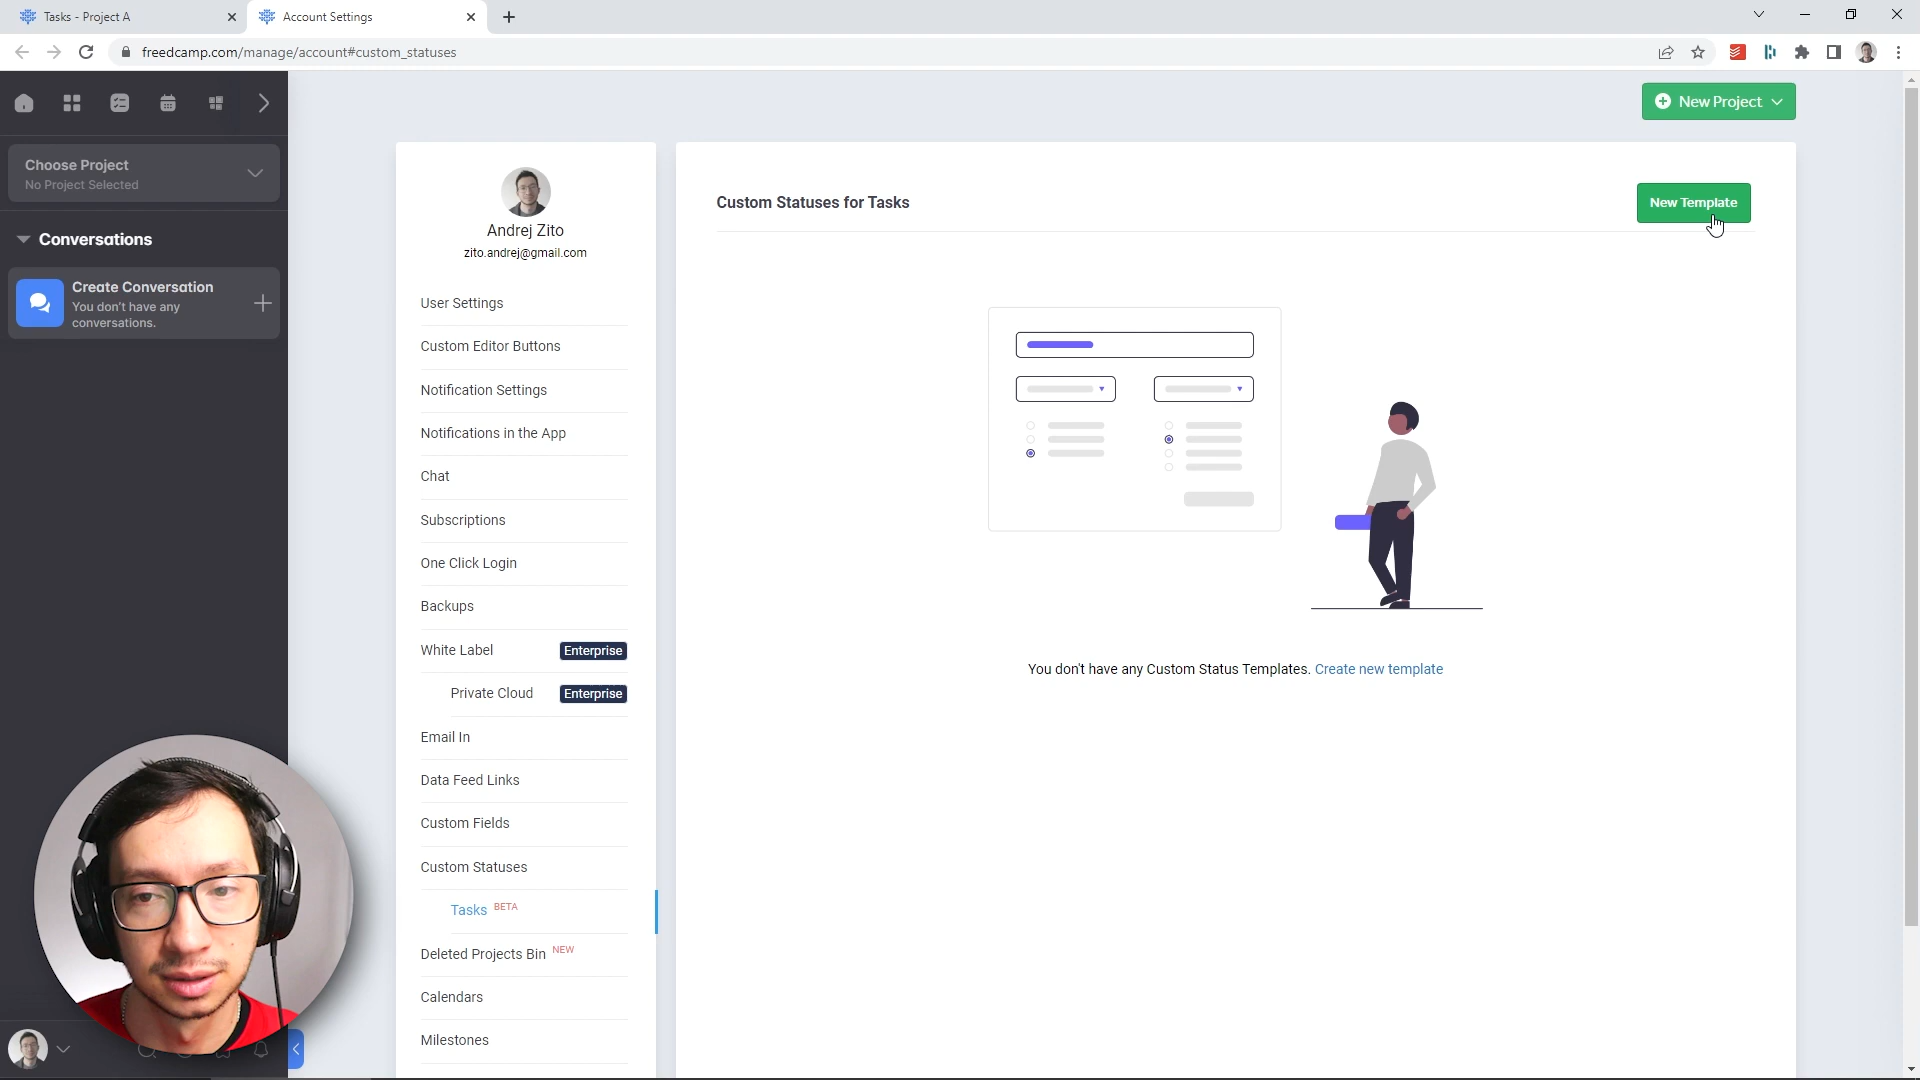 Tasks - Project A
Account Settings
freedcamp.com/manage/account#custom_statuses
New Project
Choose Project
No Project Selected
Conversations
Create Conversation
You don't have any
conversations.
Andrej Zito
zito.andrej@gmail.com
User Settings
Custom Editor Buttons
Notification Settings
Notifications in the App
Chat
Subscriptions
One Click Login
Backups
White Label Enterprise
Private Cloud Enterprise
Email In
Data Feed Links
Custom Fields
Custom Statuses
Tasks BETA
Deleted Projects Bin NEW
Calendars
Milestones
Custom Statuses for Tasks
New Template
You don't have any Custom Status Templates. Create new template